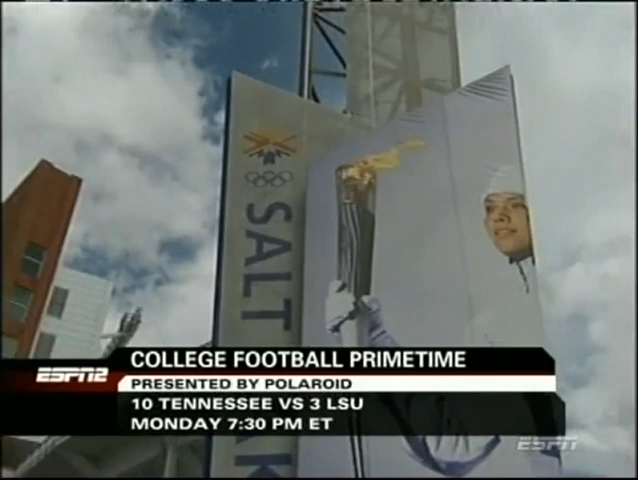 SALT
LAK
COLLEGE FOOTBALL PRIMETIME
ESPN2
PRESENTED BY POLAROID
10 TENNESSEE VS 3 LSU
MONDAY 7:30 PM ET
ESPN